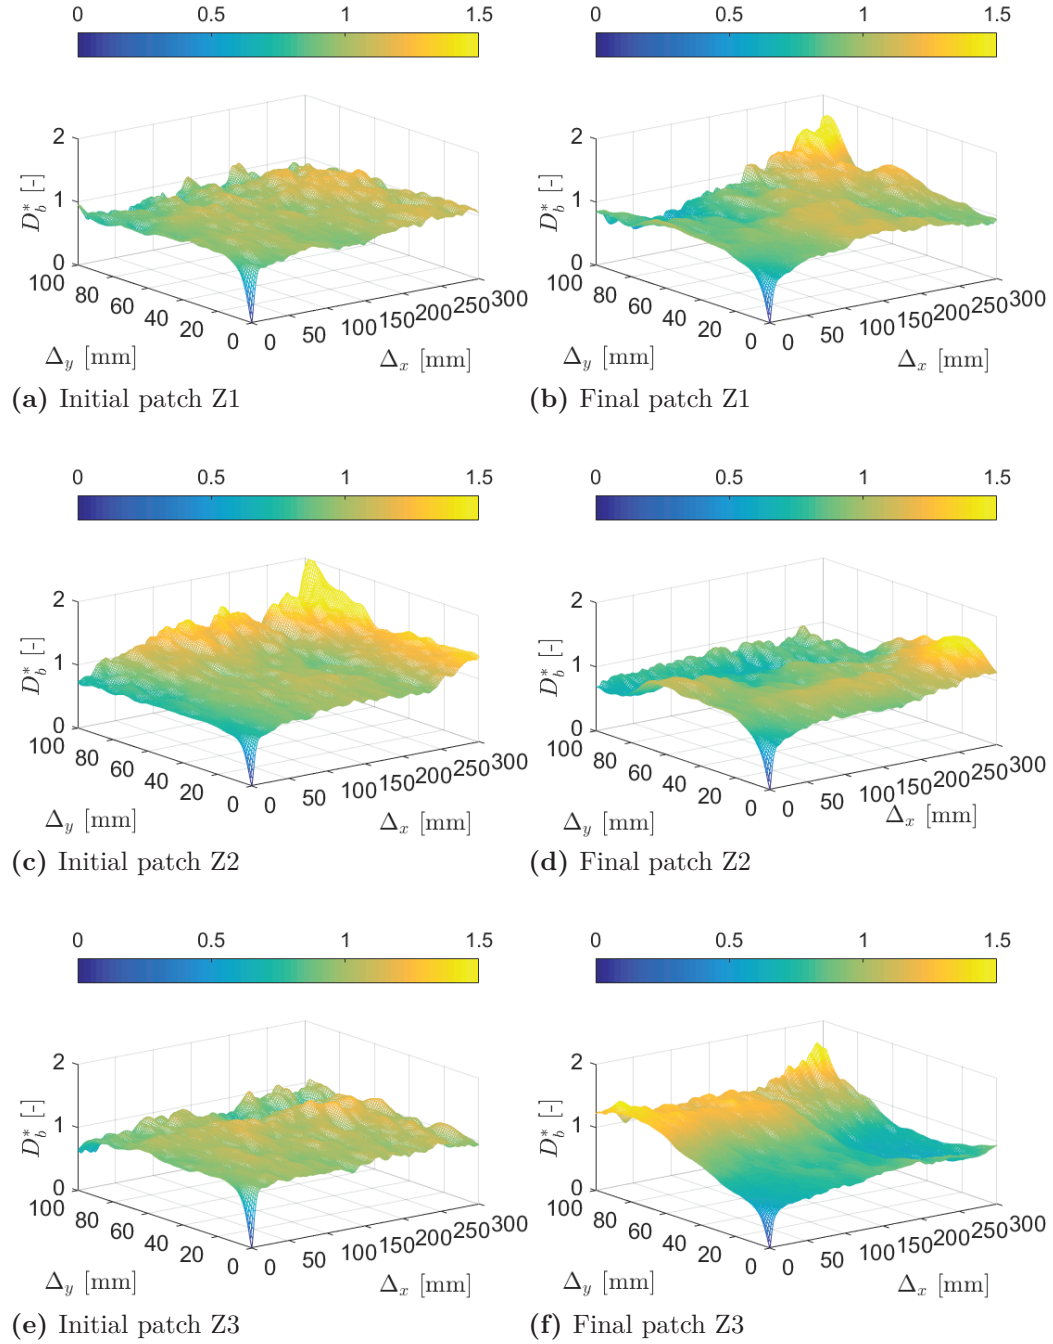 0 0.5 1 1.5
0 0.5 1 1.5
D_b^* [-]
2
1
0
100 80 60 40 20 0
0 50 100 150 200 250 300
Δ_y [mm]
Δ_x [mm]
D_b^* [-]
2
1
0
100 80 60 40 20 0
0 50 100 150 200 250 300
Δ_y [mm]
Δ_x [mm]
(a) Initial patch Z1
(b) Final patch Z1
0 0.5 1 1.5
0 0.5 1 1.5
D_b^* [-]
2
1
0
100 80 60 40 20 0
0 50 100 150 200 250 300
Δ_y [mm]
Δ_x [mm]
D_b^* [-]
2
1
0
100 80 60 40 20 0
0 50 100 150 200 250 300
Δ_y [mm]
Δ_x [mm]
(c) Initial patch Z2
(d) Final patch Z2
0 0.5 1 1.5
0 0.5 1 1.5
D_b^* [-]
2
1
0
100 80 60 40 20 0
0 50 100 150 200 250 300
Δ_y [mm]
Δ_x [mm]
D_b^* [-]
2
1
0
100 80 60 40 20 0
0 50 100 150 200 250 300
Δ_y [mm]
Δ_x [mm]
(e) Initial patch Z3
(f) Final patch Z3